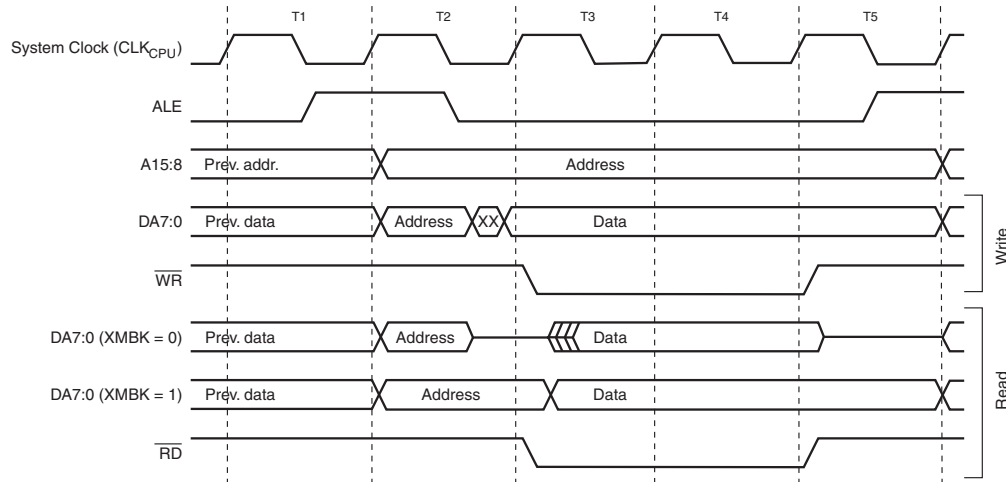 T1 T2 T3 T4 T5
System Clock (CLKCPU)
ALE
A15:8 Prev. addr. Address
DA7:0 Prev. data Address XX Data
WR
Write
DA7:0 (XMBK = 0) Prev. data Address Data
DA7:0 (XMBK = 1) Prev. data Address Data
RD
Read